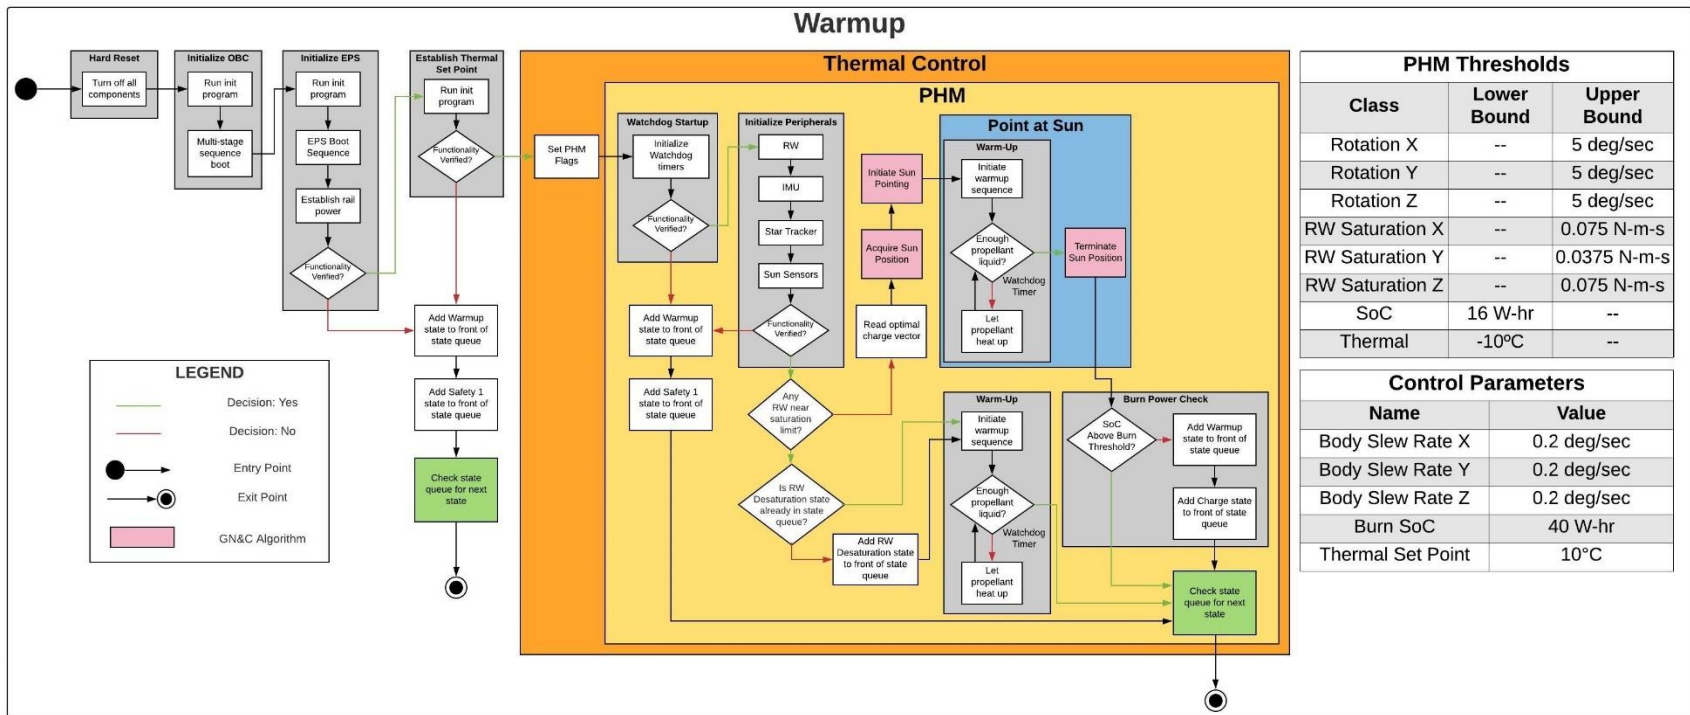 Warmup
Hard Reset
Turn off all
components
Initialize OBC
Run init
program
Multi-stage
sequence
boot
Initialize EPS
Run init
program
EPS Boot
Sequence
Establish rail
power
Functionality
Verified?
Establish Thermal
Set Point
Run init
program
Functionality
Verified?
Add Warmup
state to front of
state queue
Add Safety 1
state to front of
state queue
Check state
queue for next
state
LEGEND
Decision: Yes
Decision: No
Entry Point
Exit Point
GN&C Algorithm
Thermal Control
Set PHM
Flags
PHM
Watchdog Startup
Initialize
Watchdog
timers
Functionality
Verified?
Add Warmup
state to front of
state queue
Add Safety 1
state to front of
state queue
Initialize Peripherals
RW
IMU
Star Tracker
Sun Sensors
Functionality
Verified?
Any
RW near
saturation
limit?
Is RW
Desaturation state
already in state
queue?
Add RW
Desaturation state
to front of state
queue
Initiate Sun
Pointing
Acquire Sun
Position
Read optimal
charge vector
Point at Sun
Warm-Up
Initiate
warmup
sequence
Enough
propellant
liquid?
Watchdog
Timer
Let
propellant
heat up
Terminate
Sun Position
Warm-Up
Initiate
warmup
sequence
Enough
propellant
liquid?
Watchdog
Timer
Let
propellant
heat up
Burn Power Check
SoC
Above Burn
Threshold?
Add Warmup
state to front of
state queue
Add Charge state
to front of state
queue
Check state
queue for next
state
PHM Thresholds
Class Lower Bound Upper Bound
Rotation X -- 5 deg/sec
Rotation Y -- 5 deg/sec
Rotation Z -- 5 deg/sec
RW Saturation X -- 0.075 N-m-s
RW Saturation Y -- 0.0375 N-m-s
RW Saturation Z -- 0.075 N-m-s
SoC 16 W-hr --
Thermal -10ºC --
Control Parameters
Name Value
Body Slew Rate X 0.2 deg/sec
Body Slew Rate Y 0.2 deg/sec
Body Slew Rate Z 0.2 deg/sec
Burn SoC 40 W-hr
Thermal Set Point 10°C